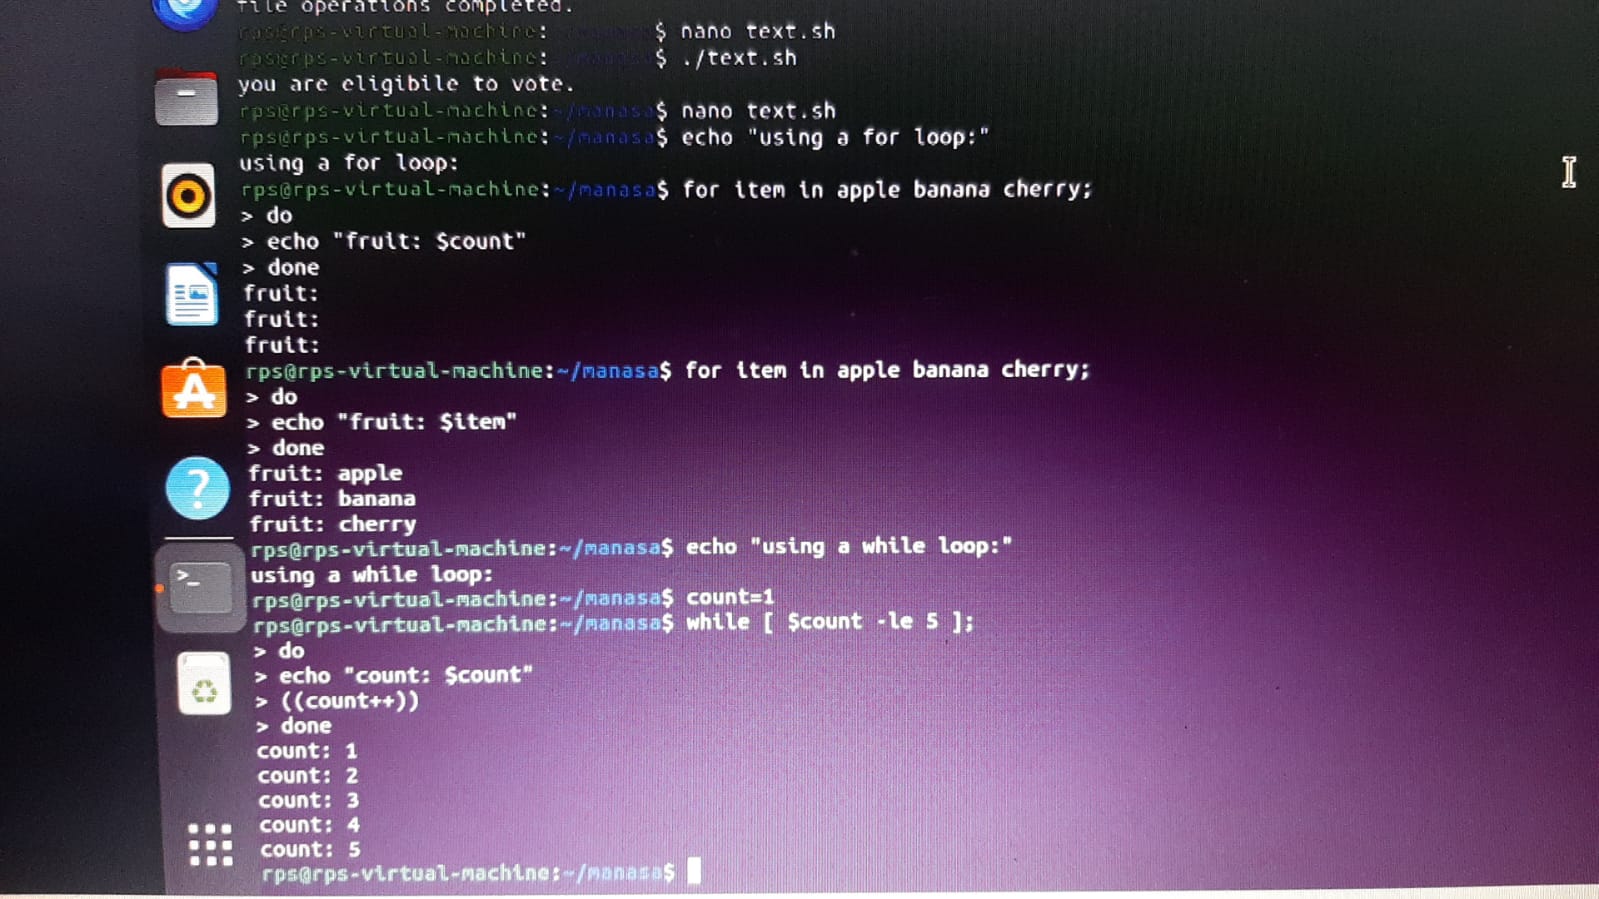 file operations completed.
rps@rps-virtual-machine:~/manasa$ nano text.sh
rps@rps-virtual-machine:~/manasa$ ./text.sh
you are eligibile to vote.
rps@rps-virtual-machine:~/manasa$ nano text.sh
rps@rps-virtual-machine:~/manasa$ echo "using a for loop:"
using a for loop:
rps@rps-virtual-machine:~/manasa$ for item in apple banana cherry;
> do
> echo "fruit: $count"
> done
fruit:
fruit:
fruit:
rps@rps-virtual-machine:~/manasa$ for item in apple banana cherry;
> do
> echo "fruit: $item"
> done
fruit: apple
fruit: banana
fruit: cherry
rps@rps-virtual-machine:~/manasa$ echo "using a while loop:"
using a while loop:
rps@rps-virtual-machine:~/manasa$ count=1
rps@rps-virtual-machine:~/manasa$ while [ $count -le 5 ];
> do
> echo "count: $count"
> ((count++))
> done
count: 1
count: 2
count: 3
count: 4
count: 5
rps@rps-virtual-machine:~/manasa$